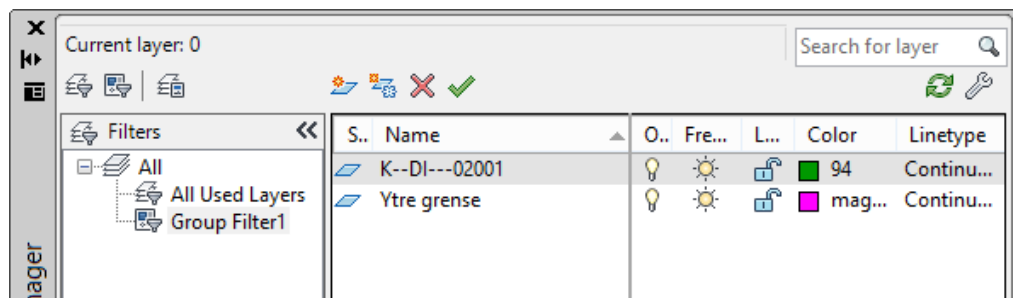 Current layer: 0
Search for layer
Filters
S.. Name O.. Fre... L... Color Linetype
All
K--DI---02001 94 Continu...
All Used Layers
Ytre grense mag... Continu...
Group Filter1
ager